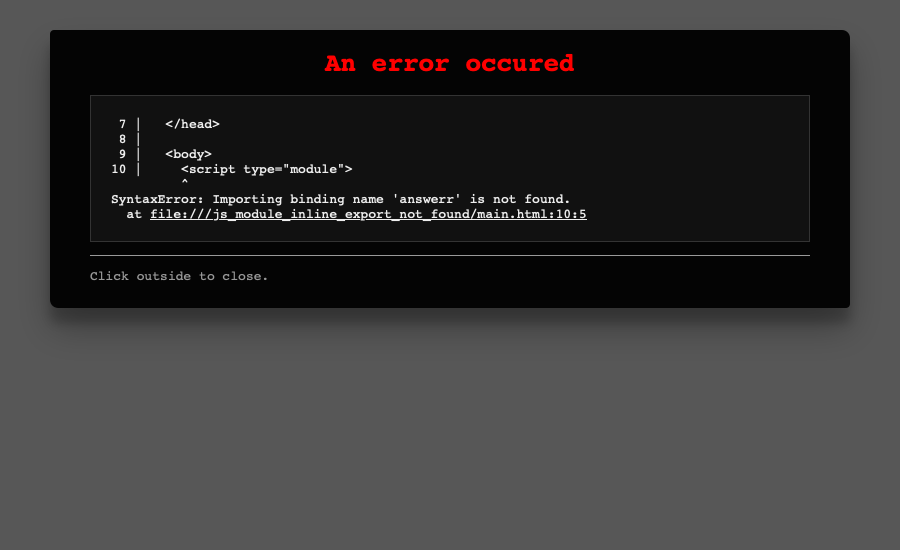 An error occured
7 |   </head>
8 |
9 |   <body>
10 |     <script type="module">
^
SyntaxError: Importing binding name 'answerr' is not found.
at file:///js_module_inline_export_not_found/main.html:10:5
Click outside to close.